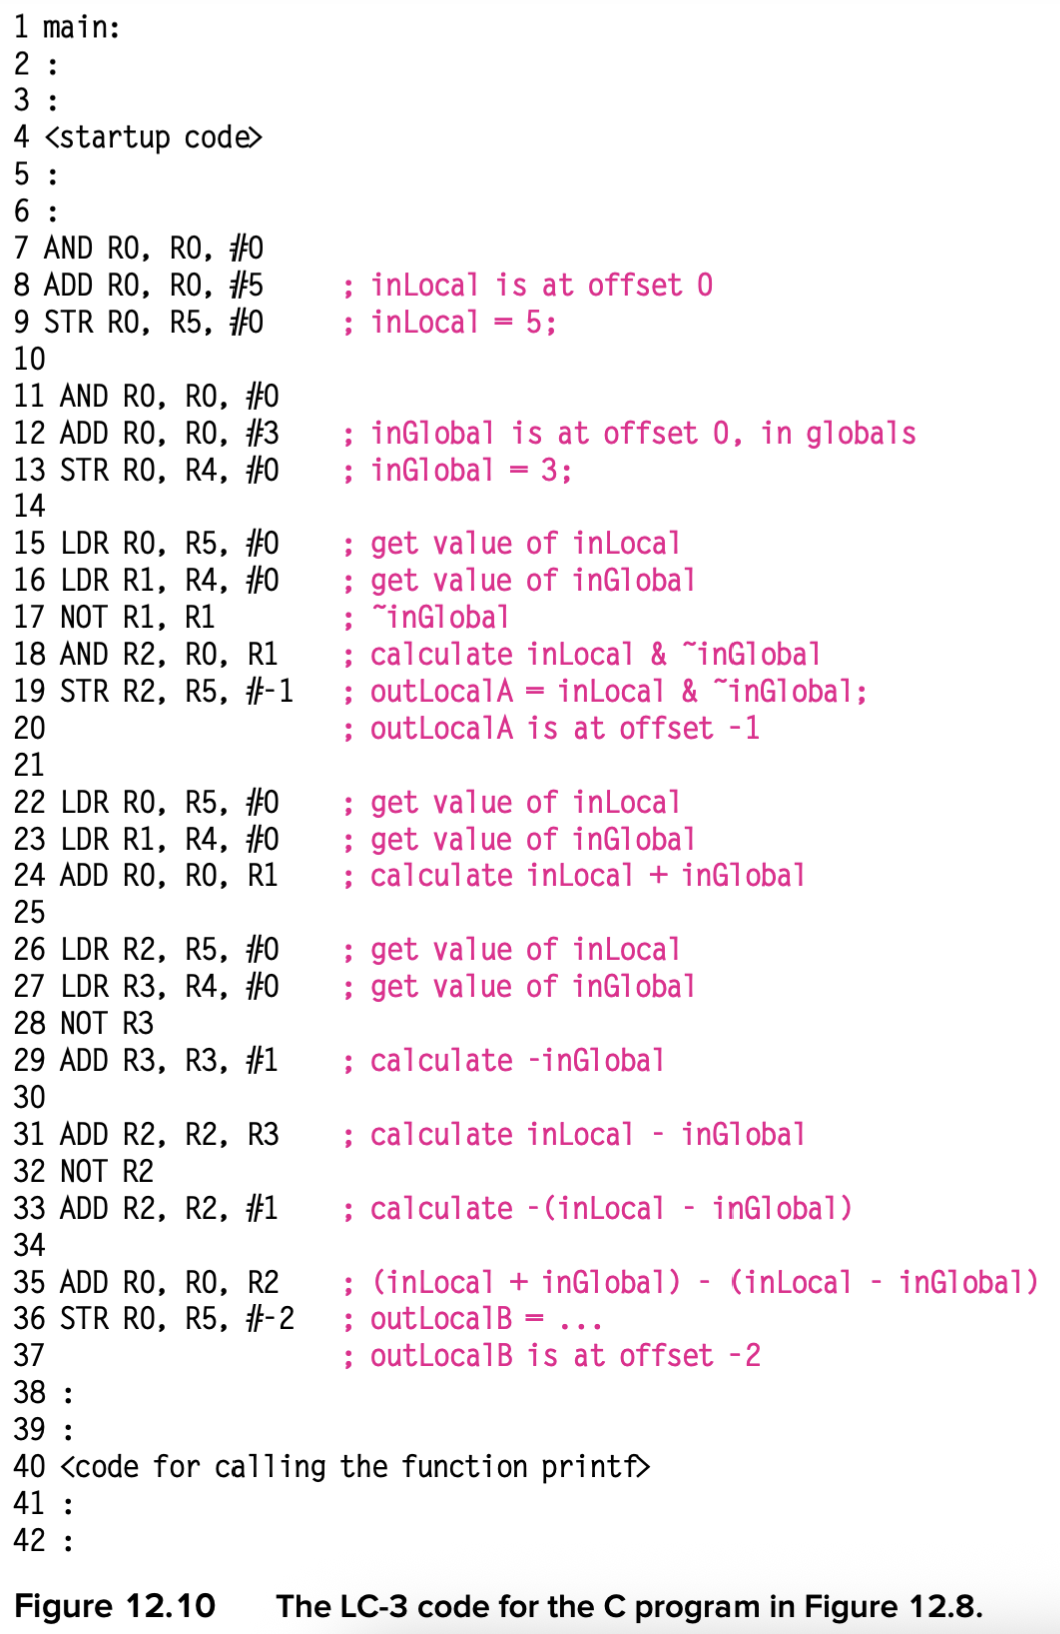 1 main:
2 :
3 :
4 <startup code>
5 :
6 :
7 AND R0, R0, #0
8 ADD R0, R0, #5 ; inLocal is at offset 0
9 STR R0, R5, #0 ; inLocal = 5;
10
11 AND R0, R0, #0
12 ADD R0, R0, #3 ; inGlobal is at offset 0, in globals
13 STR R0, R4, #0 ; inGlobal = 3;
14
15 LDR R0, R5, #0 ; get value of inLocal
16 LDR R1, R4, #0 ; get value of inGlobal
17 NOT R1, R1 ; ~inGlobal
18 AND R2, R0, R1 ; calculate inLocal & ~inGlobal
19 STR R2, R5, #-1 ; outLocalA = inLocal & ~inGlobal;
20 ; outLocalA is at offset -1
21
22 LDR R0, R5, #0 ; get value of inLocal
23 LDR R1, R4, #0 ; get value of inGlobal
24 ADD R0, R0, R1 ; calculate inLocal + inGlobal
25
26 LDR R2, R5, #0 ; get value of inLocal
27 LDR R3, R4, #0 ; get value of inGlobal
28 NOT R3
29 ADD R3, R3, #1 ; calculate -inGlobal
30
31 ADD R2, R2, R3 ; calculate inLocal - inGlobal
32 NOT R2
33 ADD R2, R2, #1 ; calculate -(inLocal - inGlobal)
34
35 ADD R0, R0, R2 ; (inLocal + inGlobal) - (inLocal - inGlobal)
36 STR R0, R5, #-2 ; outLocalB = ...
37 ; outLocalB is at offset -2
38 :
39 :
40 <code for calling the function printf>
41 :
42 :
Figure 12.10 The LC-3 code for the C program in Figure 12.8.